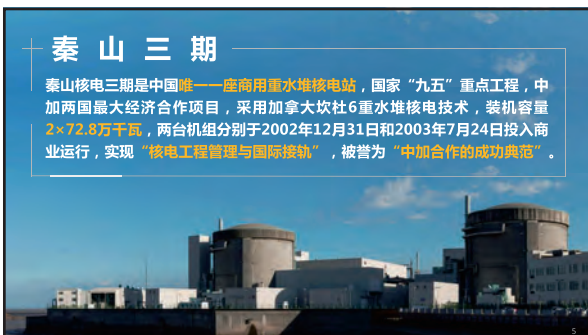 秦山三期
秦山核电三期是中国唯一一座商用重水堆核电站，国家“九五”重点工程，中
加两国最大经济合作项目，采用加拿大坎杜6重水堆核电技术，装机容量
2×72.8万千瓦，两台机组分别于2002年12月31日和2003年7月24日投入商
业运行，实现“核电工程管理与国际接轨”，被誉为“中加合作的成功典范”。
5